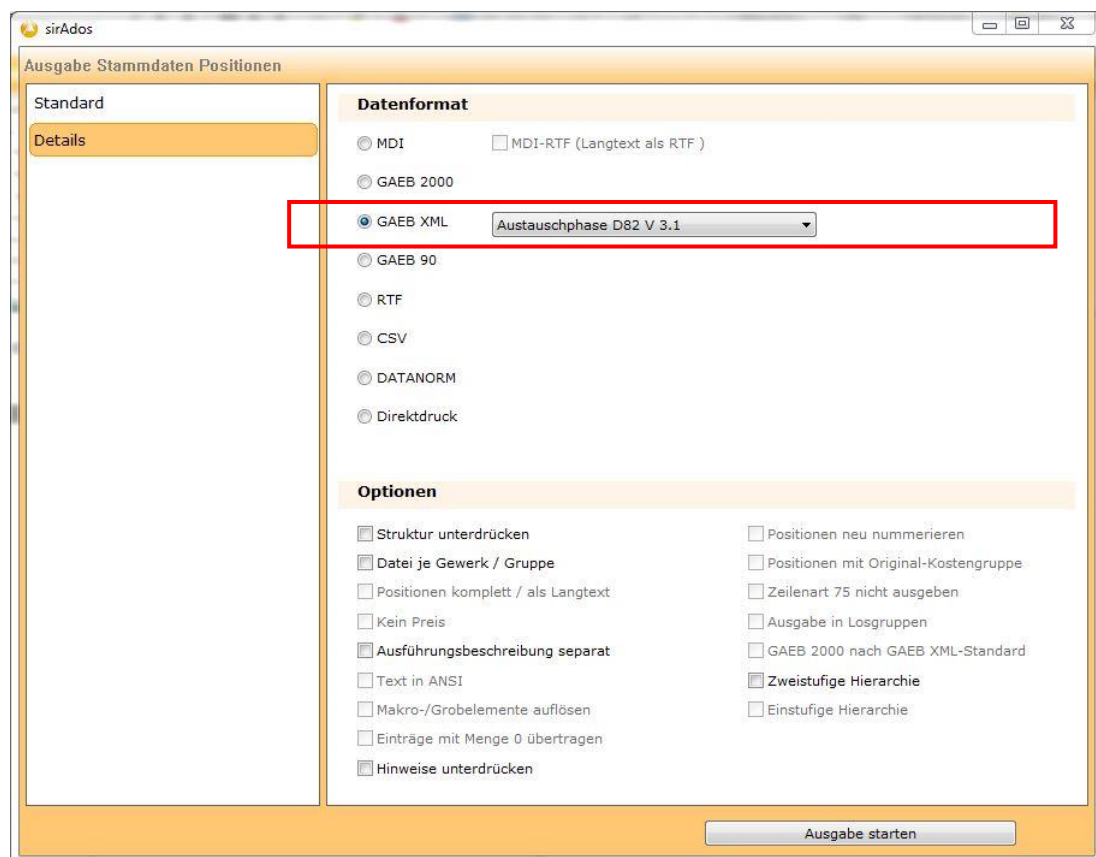 sirAdos
Ausgabe Stammdaten Positionen
Standard
Details
Datenformat
MDI
MDI-RTF (Langtext als RTF )
GAEB 2000
GAEB XML
Austauschphase D82 V 3.1
GAEB 90
RTF
CSV
DATANORM
Direktdruck
Optionen
Struktur unterdrücken
Datei je Gewerk / Gruppe
Positionen komplett / als Langtext
Kein Preis
Ausführungsbeschreibung separat
Text in ANSI
Makro-/Grobelemente auflösen
Einträge mit Menge 0 übertragen
Hinweise unterdrücken
Positionen neu nummerieren
Positionen mit Original-Kostengruppe
Zeilenart 75 nicht ausgeben
Ausgabe in Losgruppen
GAEB 2000 nach GAEB XML-Standard
Zweistufige Hierarchie
Einstufige Hierarchie
Ausgabe starten